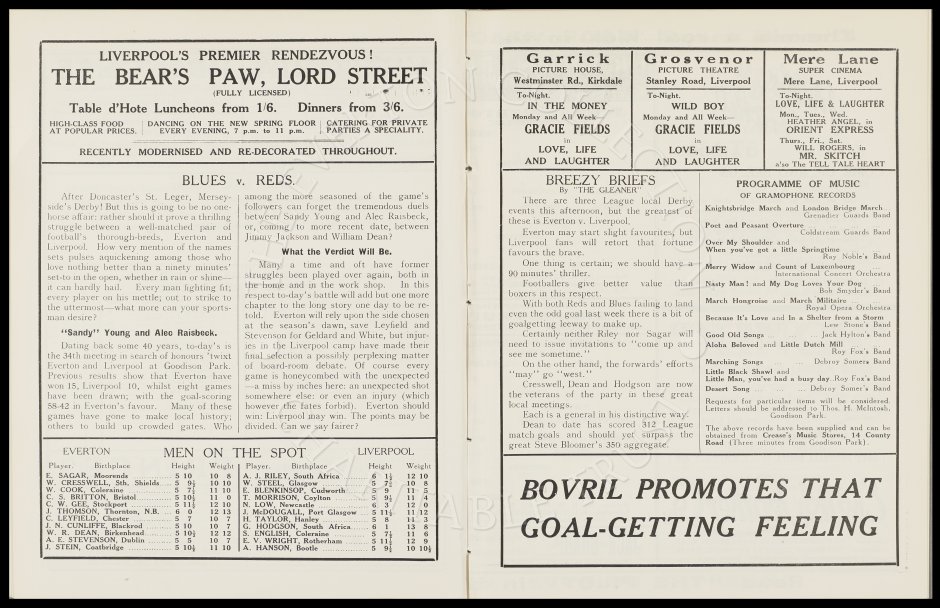 LIVERPOOL'S PREMIER RENDEZVOUS!
THE BEAR'S PAW, LORD STREET
(FULLY LICENSED)
Table d'Hote Luncheons from 1/6. Dinners from 3/6.
HIGH-CLASS FOOD
AT POPULAR PRICES.
DANCING ON THE NEW SPRING FLOOR
EVERY EVENING, 7 p.m. to 11 p.m.
CATERING FOR PRIVATE
PARTIES A SPECIALITY.
RECENTLY MODERNISED AND RE-DECORATED THROUGHOUT.
BLUES v. REDS.
After Doncaster's St. Leger, Mersey-
side's Derby! But this is going to be no one-
horse affair: rather should it prove a thrilling
struggle between a well-matched pair of
football's thorough-breds, Everton and
Liverpool. How very mention of the names
sets pulses aquickening among those who
love nothing better than a ninety minutes'
set-to in the open, whether in rain or shine—
it can hardly hail. Every man fighting fit;
every player on his mettle; out to strike to
the uttermost—what more can your sports-
man desire?
"Sandy" Young and Alec Raisbeck.
Dating back some 40 years, to-day's is
the 34th meeting in search of honours 'twixt
Everton and Liverpool at Goodison Park.
Previous results show that Everton have
won 15, Liverpool 10, whilst eight games
have been drawn; with the goal-scoring
58-42 in Everton's favour. Many of these
games have gone to make local history;
others to build up crowded gates. Who
among the more seasoned of the game's
followers can forget the tremendous duels
between Sandy Young and Alec Raisbeck,
or, coming to more recent date, between
Jimmy Jackson and William Dean?
What the Verdict Will Be.
Many a time and oft have former
struggles been played over again, both in
the home and in the work shop. In this
respect to-day's battle will add but one more
chapter to the long story one day to be re-
told. Everton will rely upon the side chosen
at the season's dawn, save Leyfield and
Stevenson for Geldard and White, but injur-
ies in the Liverpool camp have made their
final selection a possibly perplexing matter
of board-room debate. Of course every
game is honeycombed with the unexpected
—a miss by inches here: an unexpected shot
somewhere else: or even an injury (which
however the fates forbid). Everton should
win: Liverpool may win. The points may be
divided. Can we say fairer?
EVERTON MEN ON THE SPOT LIVERPOOL
Player. Birthplace Height Weight
E. SAGAR, Moorends 5 10 10 8
W. CRESSWELL, Sth. Shields 5 9½ 10 10
W. COOK, Coleraine 5 7½ 11 10
C. S. BRITTON, Bristol 5 10½ 11 0
C. W. GEE, Stockport 5 11½ 12 10
J. THOMSON, Thornton, N.B. 6 0 12 13
C. LEYFIELD, Chester 5 7 10 7
J. N. CUNLIFFE, Blackrod 5 10 10 7
W. R. DEAN, Birkenhead 5 10½ 12 12
A. E. STEVENSON, Dublin 5 5 10 7
J. STEIN, Coatbridge 5 10½ 11 10
Player. Birthplace Height Weight
A. J. RILEY, South Africa 6 1½ 12 10
W. STEEL, Glasgow 5 7½ 10 8
E. BLENKINSOP, Cudworth 5 9 11 5
T. MORRISON, Coylton 5 9½ 11 4
N. LOW, Newcastle 6 3 12 0
J. McDOUGALL, Port Glasgow 5 11½ 11 12
H. TAYLOR, Hanley 5 8 11 3
G. HODGSON, South Africa 6 1 13 8
S. ENGLISH, Coleraine 5 7½ 11 6
E. V. WRIGHT, Rotherham 5 11½ 12 9
A. HANSON, Bootle 5 9½ 10 10½
Garrick
PICTURE HOUSE,
Westminster Rd., Kirkdale
To-Night.
IN THE MONEY
Monday and All Week
GRACIE FIELDS
in
LOVE, LIFE
AND LAUGHTER
Grosvenor
PICTURE THEATRE
Stanley Road, Liverpool
To-Night.
WILD BOY
Monday and All Week
GRACIE FIELDS
in
LOVE, LIFE
AND LAUGHTER
Mere Lane
SUPER CINEMA
Mere Lane, Liverpool
To-Night.
LOVE, LIFE & LAUGHTER
Mon., Tues., Wed.
HEATHER ANGEL, in
ORIENT EXPRESS
Thurs., Fri., Sat.
WILL ROGERS, in
MR. SKITCH
also The TELL TALE HEART
BREEZY BRIEFS
By "THE GLEANER"
There are three League local Derby
events this afternoon, but the greatest of
these is Everton v. Liverpool.
Everton may start slight favourites, but
Liverpool fans will retort that fortune
favours the brave.
One thing is certain; we should have a
90 minutes' thriller.
Footballers give better value than
boxers in this respect.
With both Reds and Blues failing to land
even the odd goal last week there is a bit of
goalgetting leeway to make up.
Certainly neither Riley nor Sagar will
need to issue invitations to "come up and
see me sometime."
On the other hand, the forwards' efforts
"may" go "west."
Cresswell, Dean and Hodgson are now
the veterans of the party in these great
local meetings.
Each is a general in his distinctive way.
Dean to date has scored 312 League
match goals and should yet surpass the
great Steve Bloomer's 350 aggregate.
PROGRAMME OF MUSIC
OF GRAMOPHONE RECORDS
Knightsbridge March and London Bridge March
Grenadier Guards Band
Poet and Peasant Overture
Coldstream Guards Band
Over My Shoulder and
When you've got a little Springtime
Ray Noble's Band
Merry Widow and Count of Luxembourg ...
International Concert Orchestra
Nasty Man! and My Dog Loves Your Dog
Bob Smyder's Band
March Hongroise and March Militaire ...
Royal Opera Orchestra
Because It's Love and In a Shelter from a Storm
Lew Stone's Band
Good Old Songs ... Jack Hylton's Band
Aloha Beloved and Little Dutch Mill
Roy Fox's Band
Marching Songs ... Debroy Somers Band
Little Black Shawl and
Little Man, you've had a busy day..Roy Fox's Band
Desert Song ... Debroy Somer's Band
Requests for particular items will be considered.
Letters should be addressed to Thos. H. McIntosh,
Goodison Park.
The above records have been supplied and can be
obtained from Crease's Music Stores, 14 County
Road (Three minutes from Goodison Park).
BOVRIL PROMOTES THAT
GOAL-GETTING FEELING